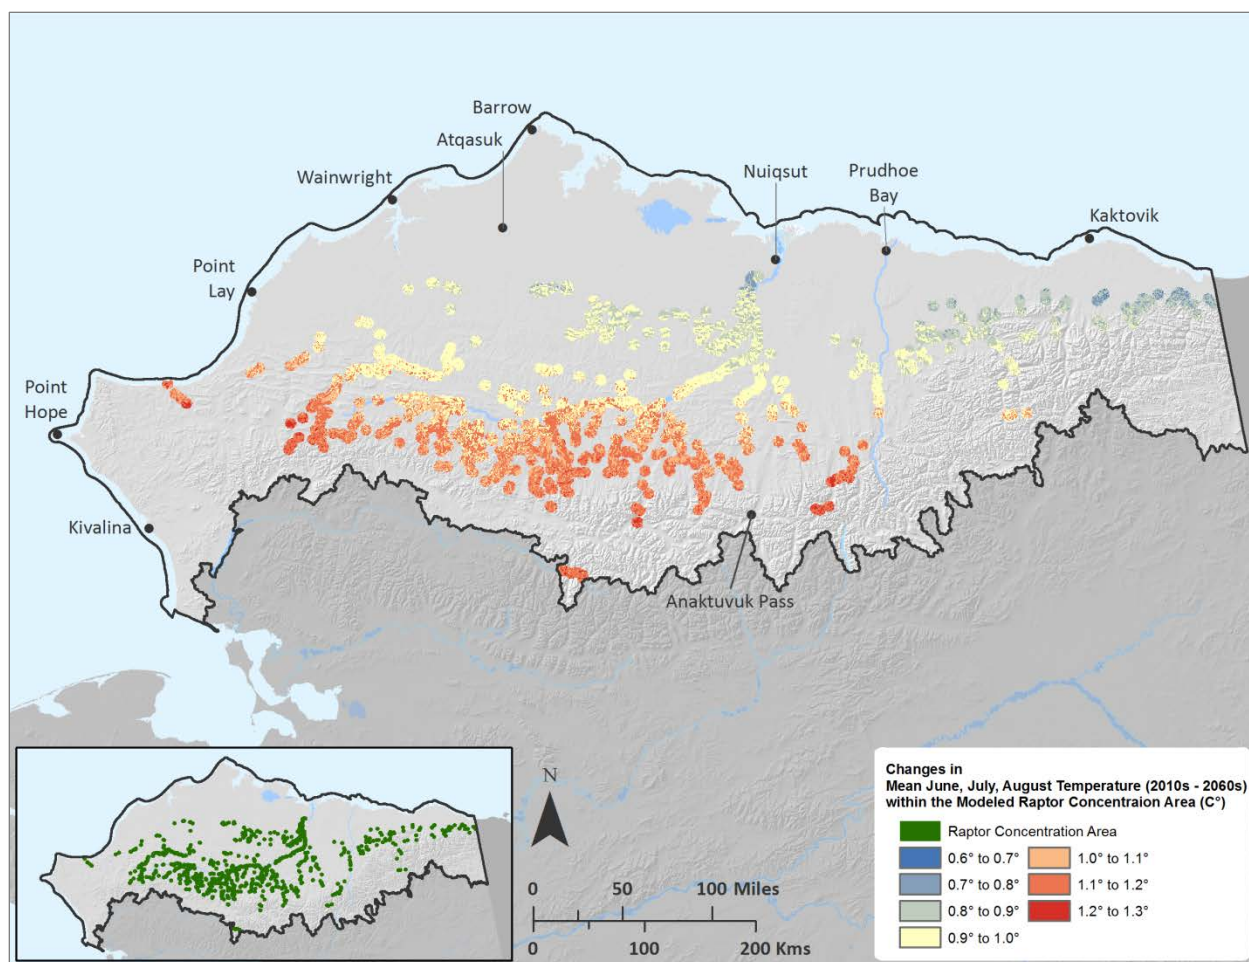 Barrow
Atqasuk
Wainwright
Nuiqsut
Prudhoe
Bay
Kaktovik
Point
Lay
Point
Hope
Kivalina
Anaktuvuk Pass
N
0 50 100 Miles
0 100 200 Kms
Changes in
Mean June, July, August Temperature (2010s - 2060s)
within the Modeled Raptor Concentraion Area (C°)
Raptor Concentration Area
0.6° to 0.7° 1.0° to 1.1°
0.7° to 0.8° 1.1° to 1.2°
0.8° to 0.9° 1.2° to 1.3°
0.9° to 1.0°